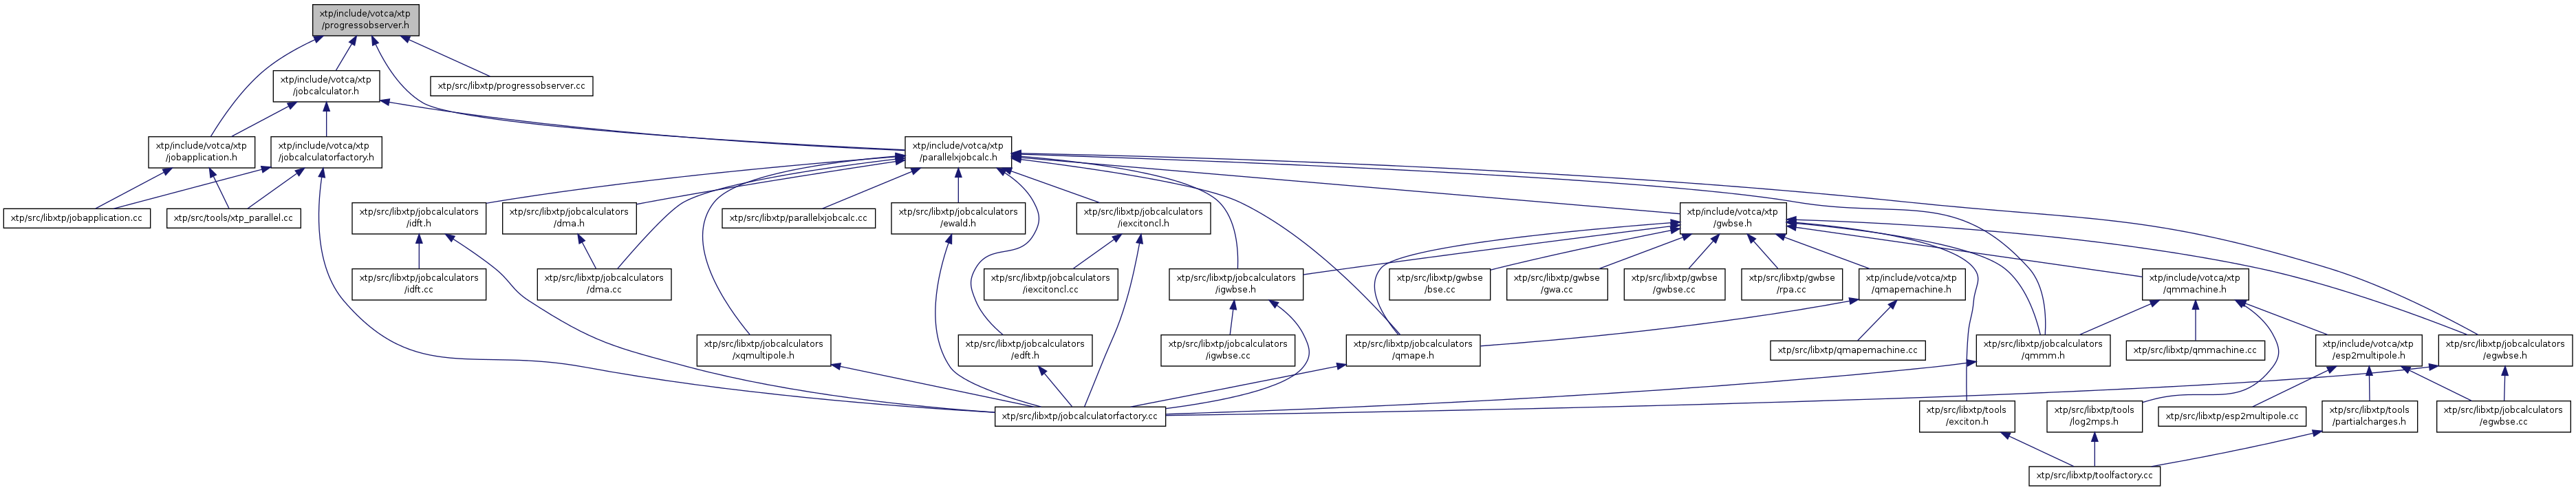 xtp/include/votca/xtp
/progressobserver.h
xtp/include/votca/xtp
/jobcalculator.h
xtp/src/libxtp/progressobserver.cc
xtp/include/votca/xtp
/jobapplication.h
xtp/include/votca/xtp
/jobcalculatorfactory.h
xtp/include/votca/xtp
/parallelxjobcalc.h
xtp/src/libxtp/jobapplication.cc
xtp/src/tools/xtp_parallel.cc
xtp/src/libxtp/jobcalculators
/idft.h
xtp/src/libxtp/jobcalculators
/dma.h
xtp/src/libxtp/parallelxjobcalc.cc
xtp/src/libxtp/jobcalculators
/ewald.h
xtp/src/libxtp/jobcalculators
/iexcitoncl.h
xtp/include/votca/xtp
/gwbse.h
xtp/src/libxtp/jobcalculators
/idft.cc
xtp/src/libxtp/jobcalculators
/dma.cc
xtp/src/libxtp/jobcalculators
/iexcitoncl.cc
xtp/src/libxtp/jobcalculators
/igwbse.h
xtp/src/libxtp/gwbse
/bse.cc
xtp/src/libxtp/gwbse
/gwa.cc
xtp/src/libxtp/gwbse
/gwbse.cc
xtp/src/libxtp/gwbse
/rpa.cc
xtp/include/votca/xtp
/qmapemachine.h
xtp/include/votca/xtp
/qmmachine.h
xtp/src/libxtp/jobcalculators
/xqmultipole.h
xtp/src/libxtp/jobcalculators
/edft.h
xtp/src/libxtp/jobcalculators
/igwbse.cc
xtp/src/libxtp/jobcalculators
/qmape.h
xtp/src/libxtp/qmapemachine.cc
xtp/src/libxtp/jobcalculators
/qmmm.h
xtp/src/libxtp/qmmachine.cc
xtp/include/votca/xtp
/esp2multipole.h
xtp/src/libxtp/jobcalculators
/egwbse.h
xtp/src/libxtp/jobcalculatorfactory.cc
xtp/src/libxtp/tools
/exciton.h
xtp/src/libxtp/tools
/log2mps.h
xtp/src/libxtp/esp2multipole.cc
xtp/src/libxtp/tools
/partialcharges.h
xtp/src/libxtp/jobcalculators
/egwbse.cc
xtp/src/libxtp/toolfactory.cc